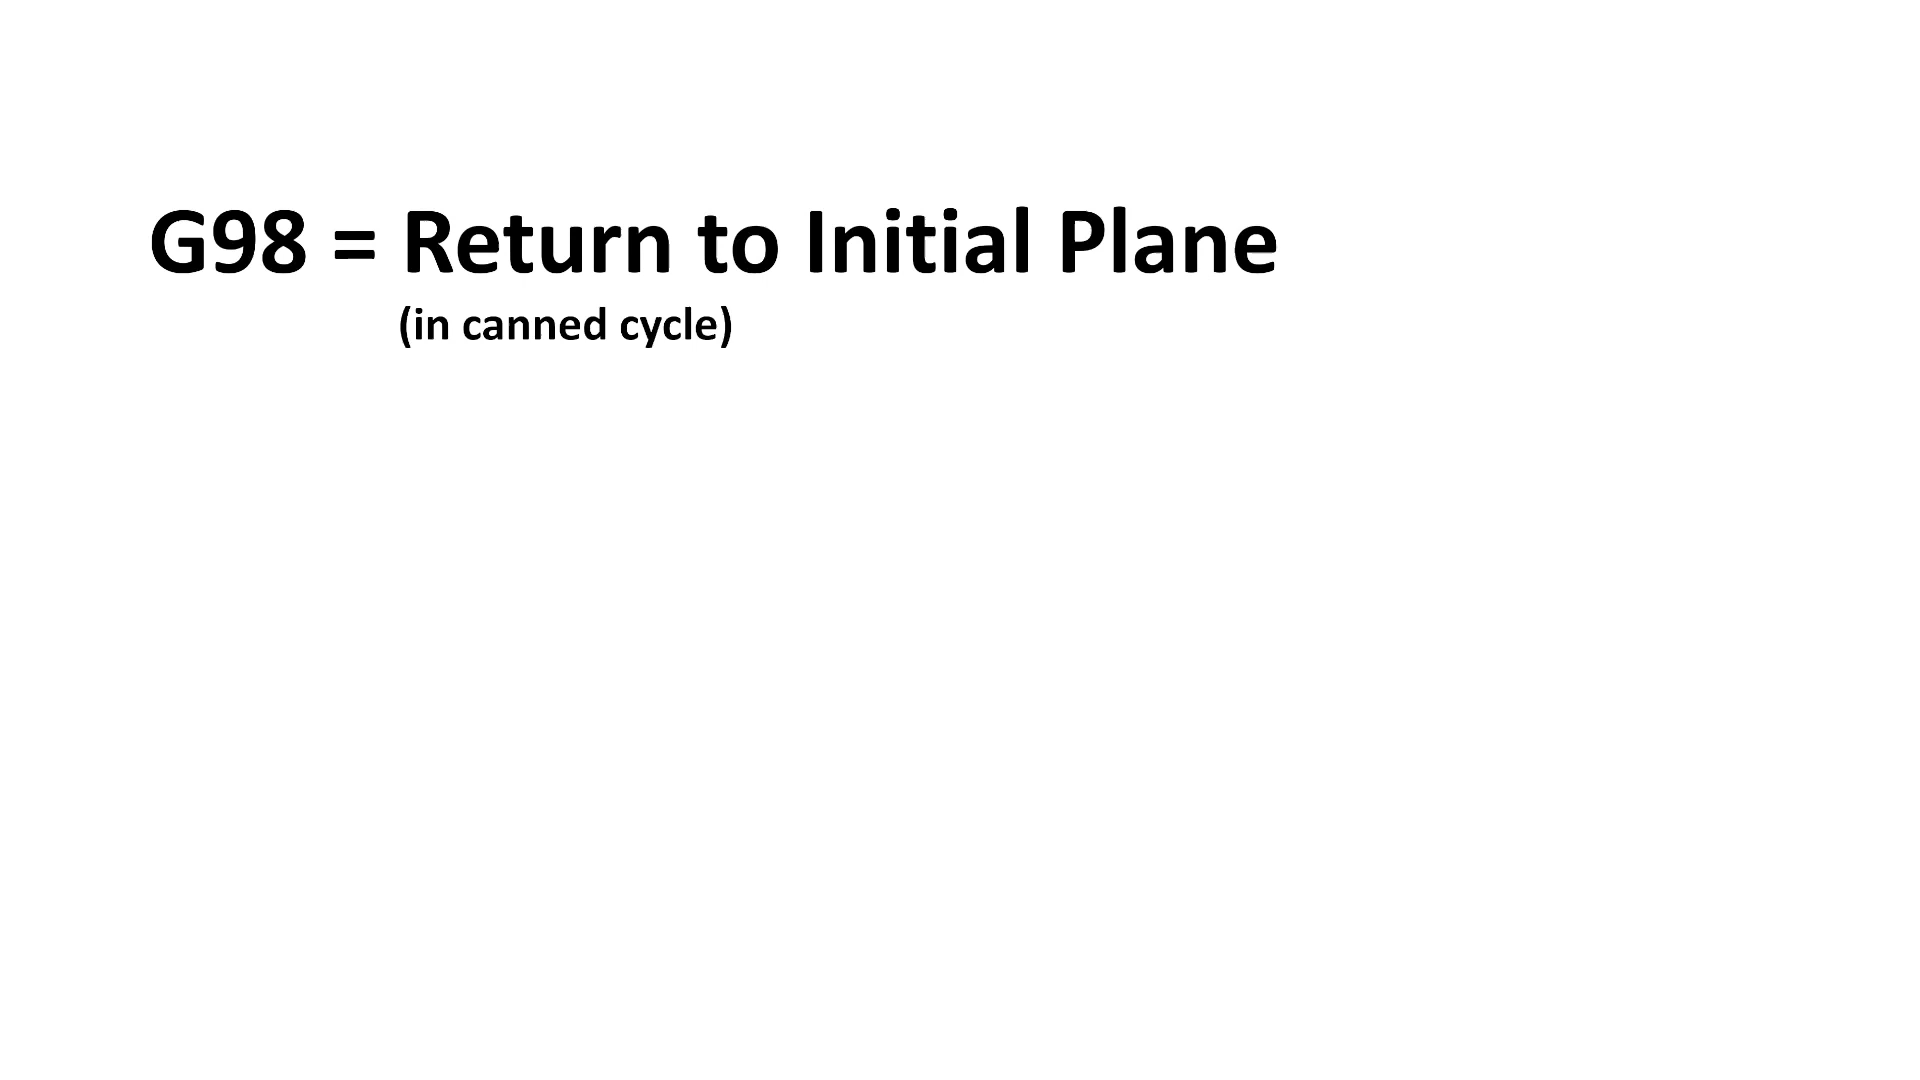 G98 = Return to Initial Plane
(in canned cycle)